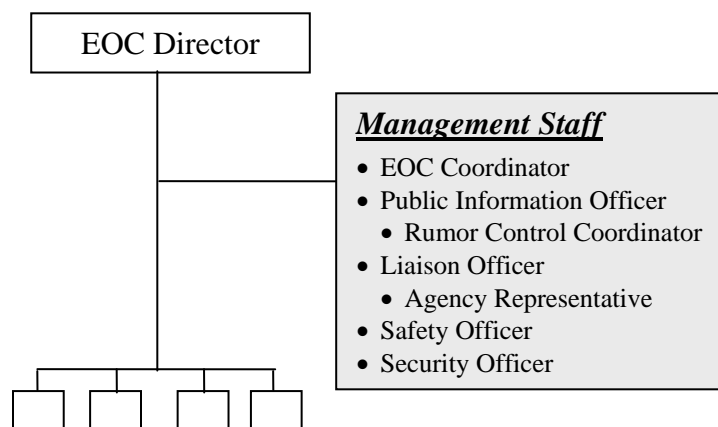 EOC Director
Management Staff
• EOC Coordinator
• Public Information Officer
• Rumor Control Coordinator
• Liaison Officer
• Agency Representative
• Safety Officer
• Security Officer